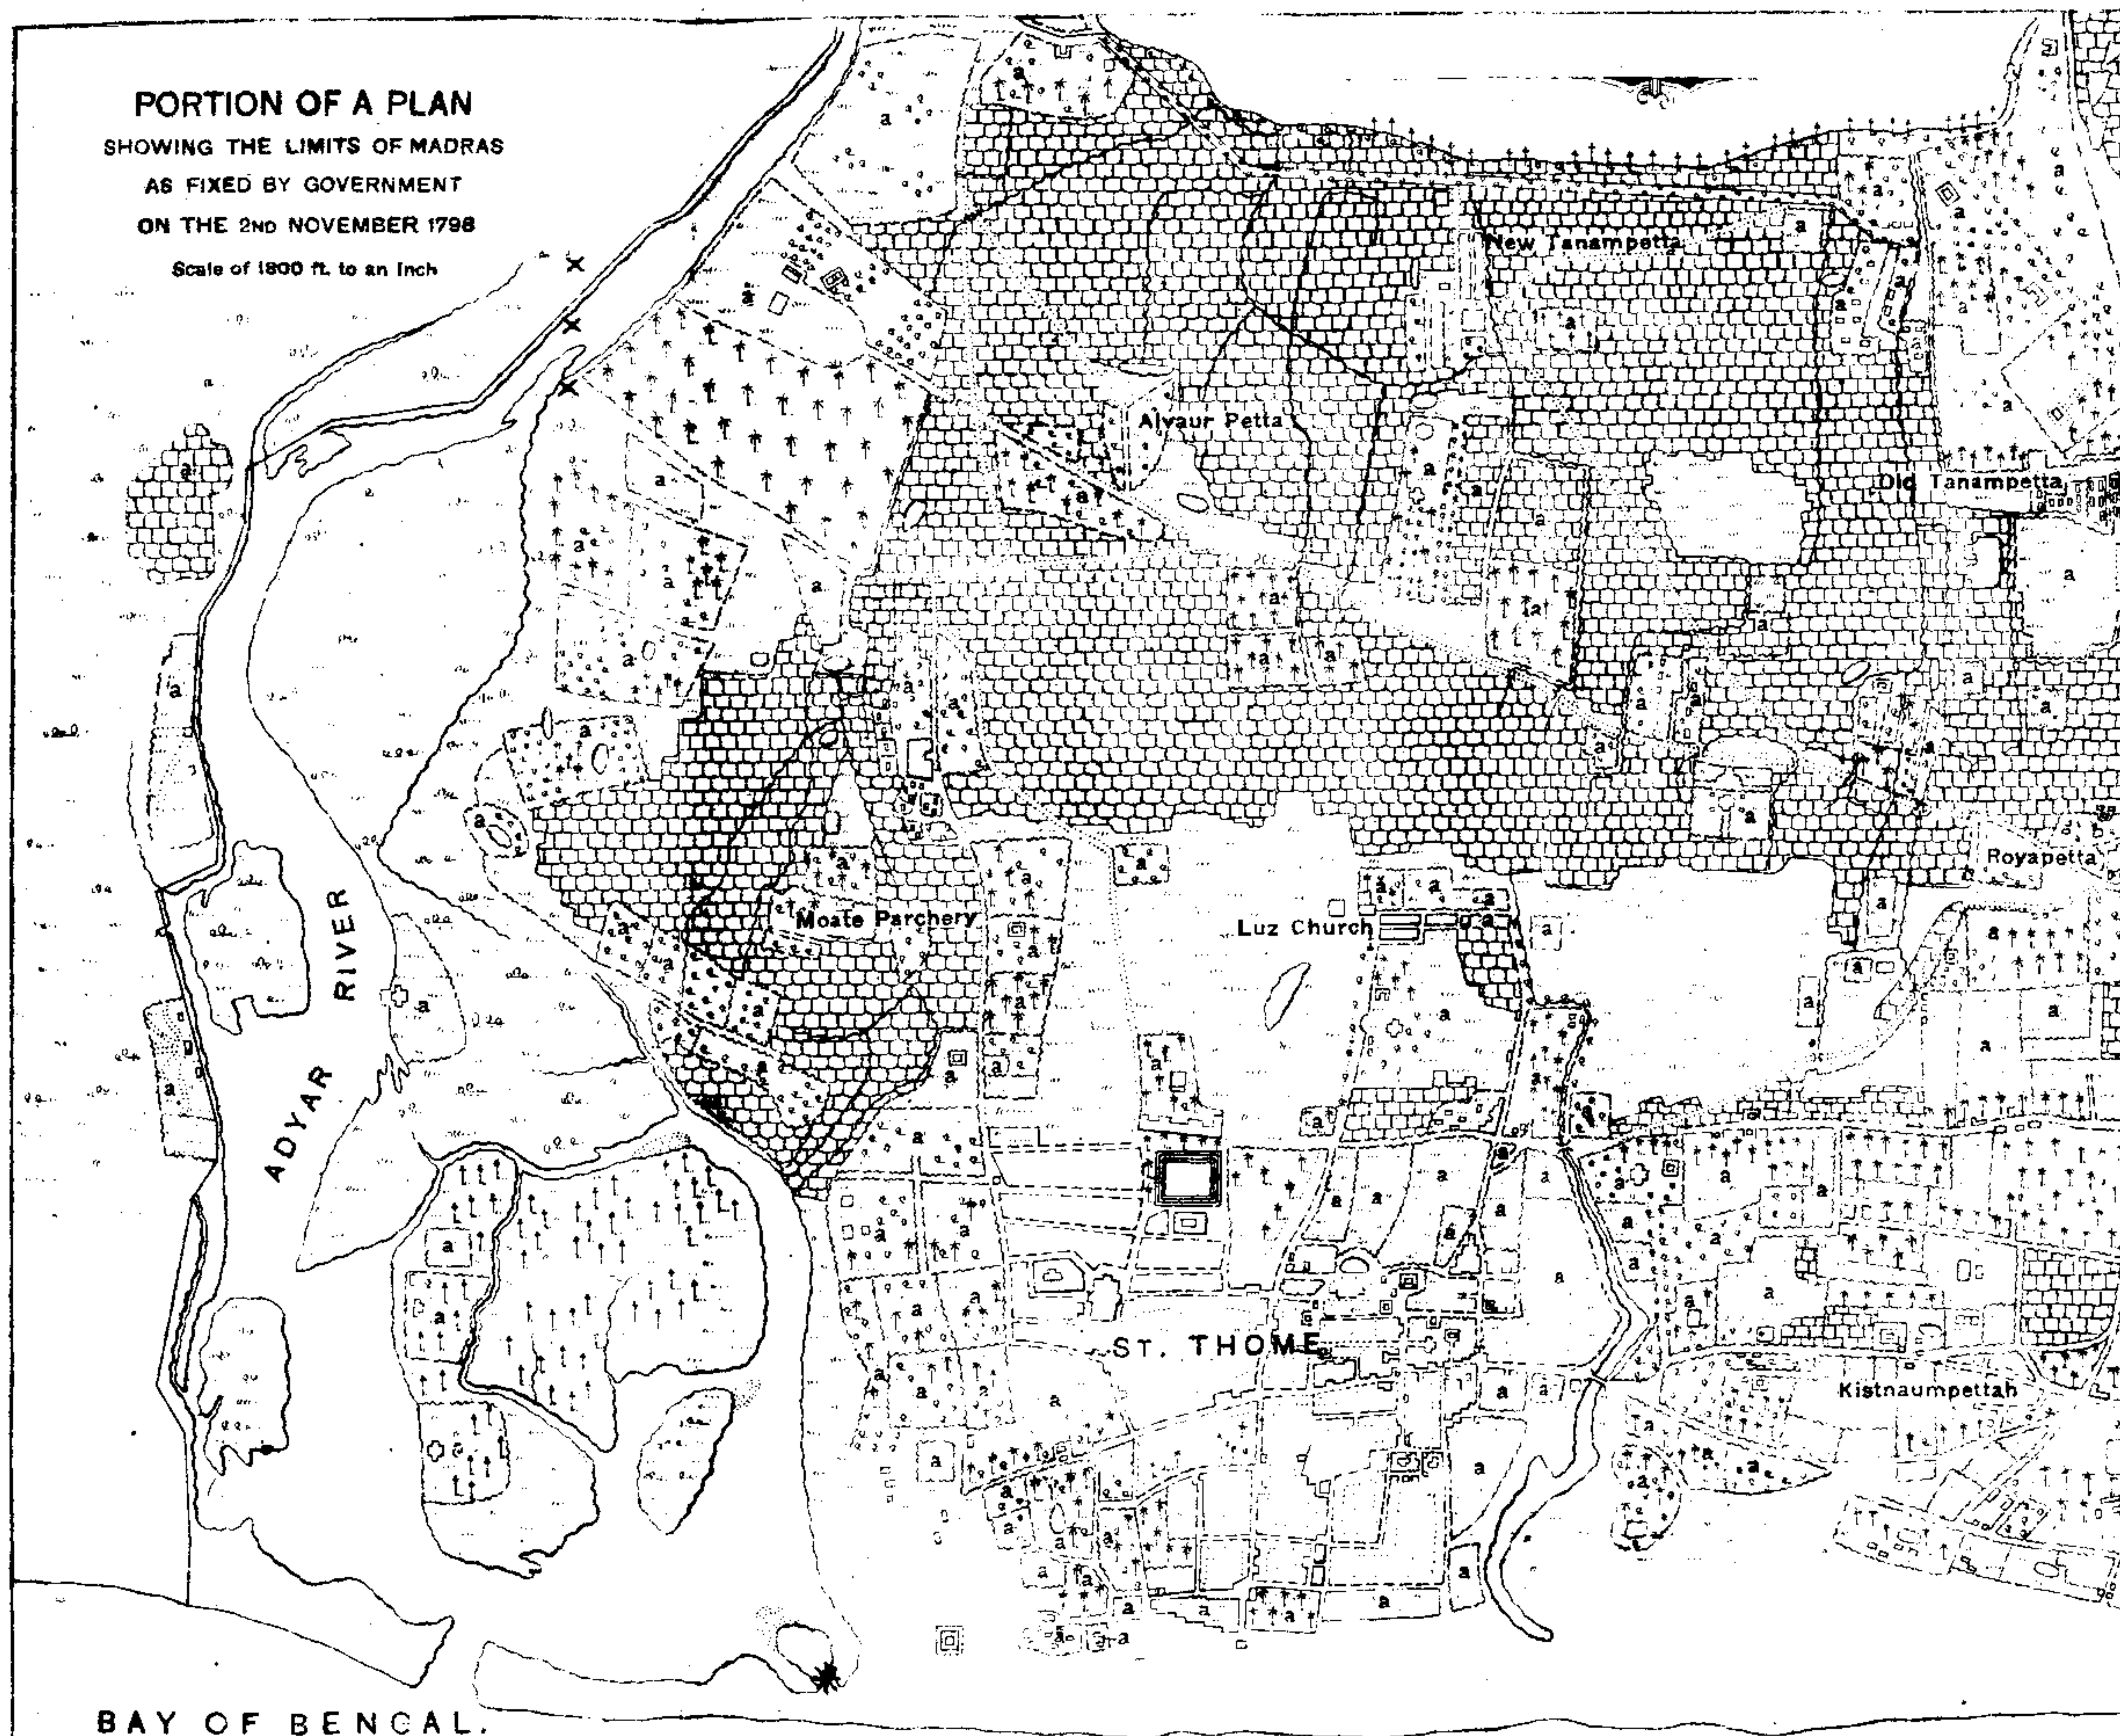 PORTION OF A PLAN
SHOWING THE LIMITS OF MADRAS
AS FIXED BY GOVERNMENT
ON THE 2ND NOVEMBER 1798
Scale of 1800 ft. to an Inch
New Tanampetta
Alvaur Petta
Old Tanampetta
Royapetta
Moate Parchery
Luz Church
ADYAR RIVER
ST. THOME
Kistnaumpettah
BAY OF BENGAL.